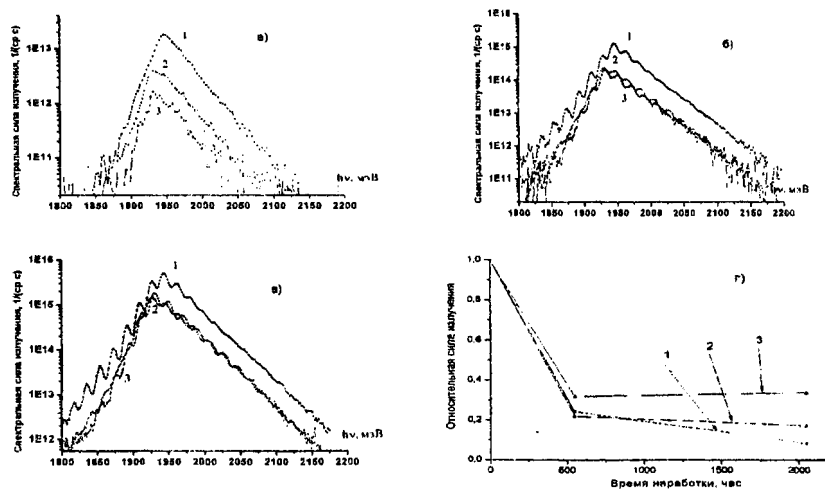 Спектральная сила излучения, 1/(ср с)
1E13
1E12
1E11
а)
1
2
3
hν, мэВ
1800 1850 1900 1950 2000 2050 2100 2150 2200
Спектральная сила излучения, 1/(ср с)
1E16
1E15
1E14
1E13
1E12
1E11
б)
1
2
3
hν, мэВ
1800 1850 1900 1950 2000 2050 2100 2150 2200
Спектральная сила излучения, 1/(ср с)
1E16
1E15
1E14
1E13
1E12
в)
1
2
3
hν, мэВ
1800 1850 1900 1950 2000 2050 2100 2150 2200
Относительная сила излучения
1,0
0,8
0,6
0,4
0,2
0,0
г)
1
2
3
0 500 1000 1500 2000
Время наработки, час